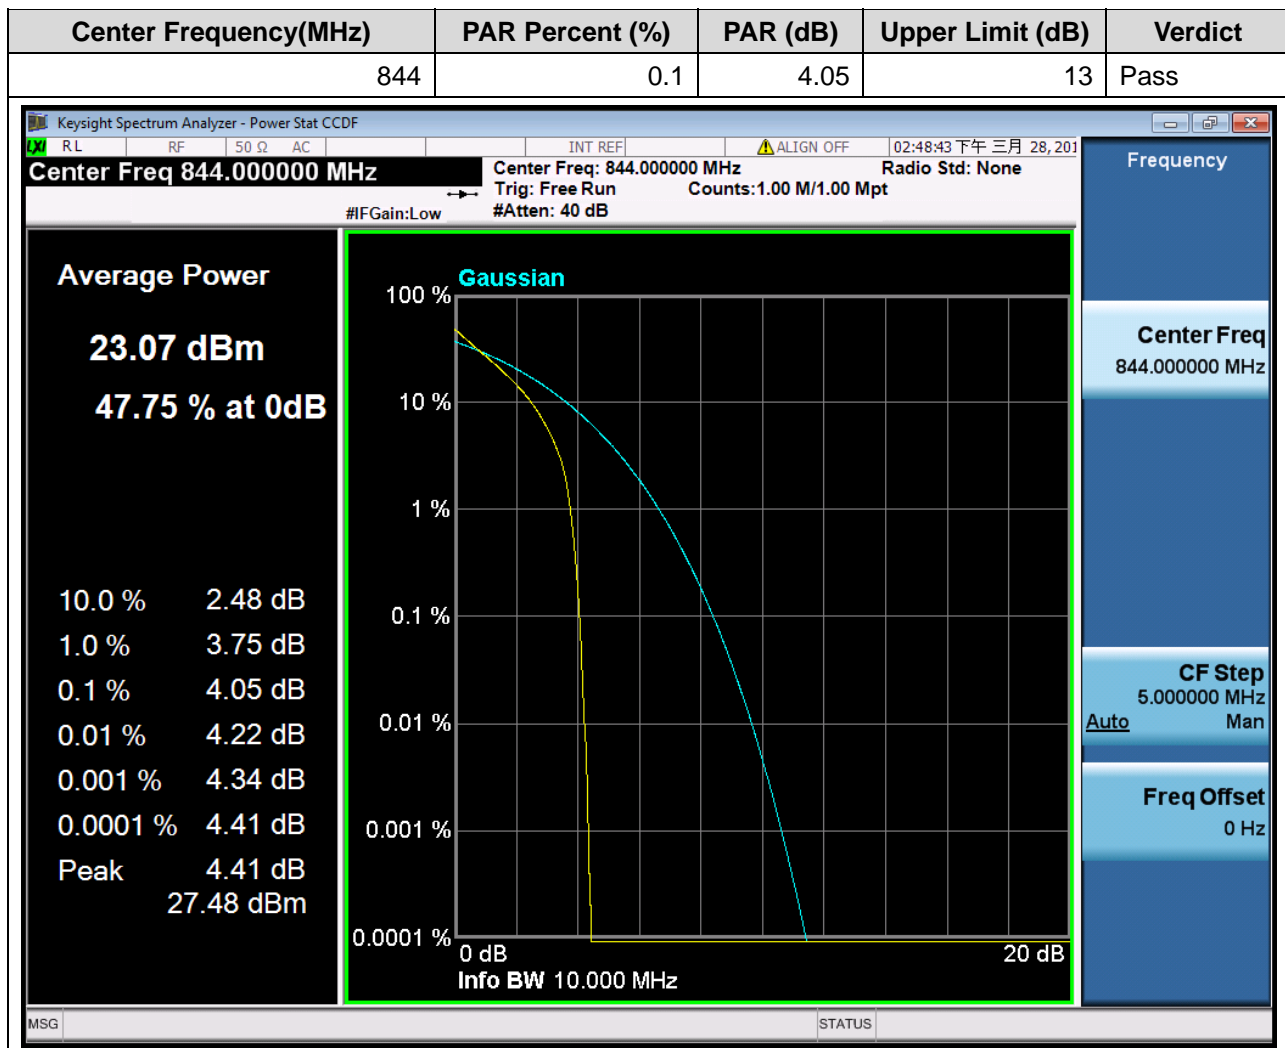 Center Frequency(MHz) PAR Percent (%) PAR (dB) Upper Limit (dB) Verdict
844 0.1 4.05 13 Pass
Keysight Spectrum Analyzer - Power Stat CCDF
LXI RL RF 50 Ω AC INT REF ALIGN OFF 02:48:43 下午 三月 28, 201
Center Freq 844.000000 MHz
#IFGain:Low
Center Freq: 844.000000 MHz Radio Std: None
Trig: Free Run Counts:1.00 M/1.00 Mpt
#Atten: 40 dB
Average Power
23.07 dBm
47.75 % at 0dB
10.0 % 2.48 dB
1.0 % 3.75 dB
0.1 % 4.05 dB
0.01 % 4.22 dB
0.001 % 4.34 dB
0.0001 % 4.41 dB
Peak 4.41 dB
27.48 dBm
Gaussian
100 %
10 %
1 %
0.1 %
0.01 %
0.001 %
0.0001 %
0 dB 20 dB
Info BW 10.000 MHz
Frequency
Center Freq
844.000000 MHz
CF Step
5.000000 MHz
Auto Man
Freq Offset
0 Hz
MSG STATUS